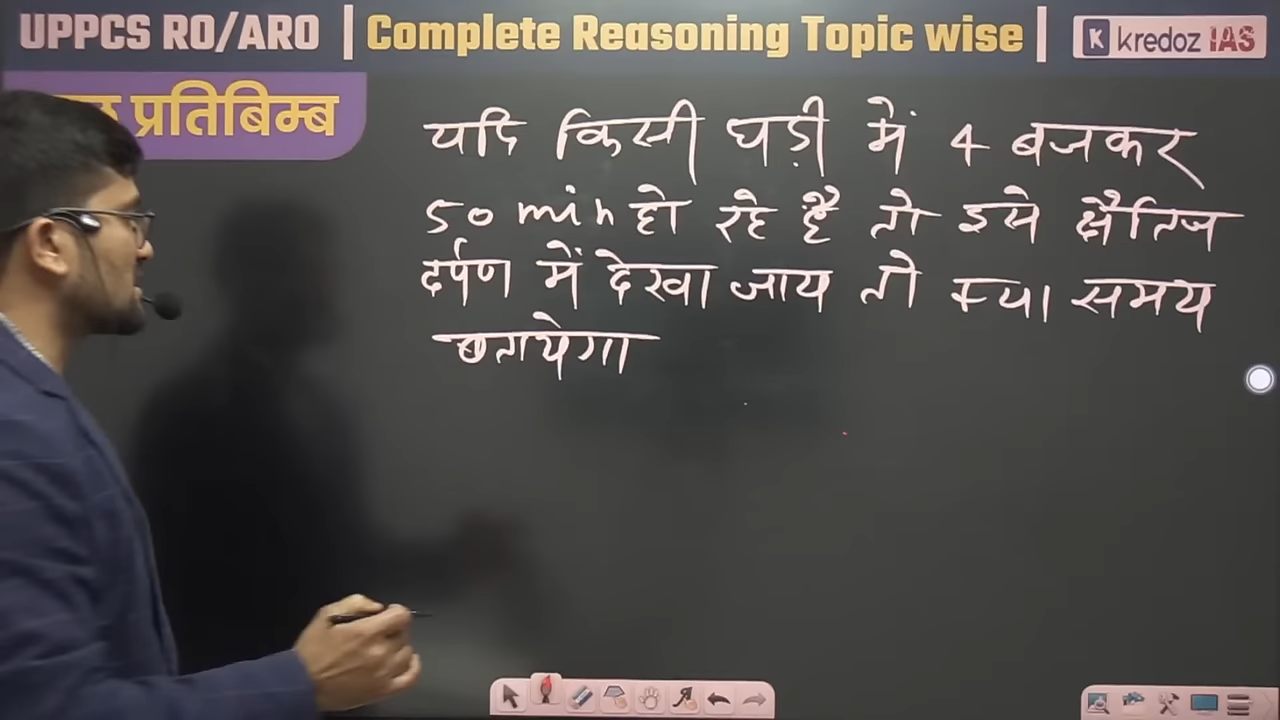 UPPCS RO/ARO | Complete Reasoning Topic wise |
K kredoz IAS
प्रतिबिम्ब
यदि किसी घड़ी में 4 बजकर
50 min हो रहे है तो इसे क्षैतिज
दर्पण में देखा जाय तो क्या समय
बतायेगा